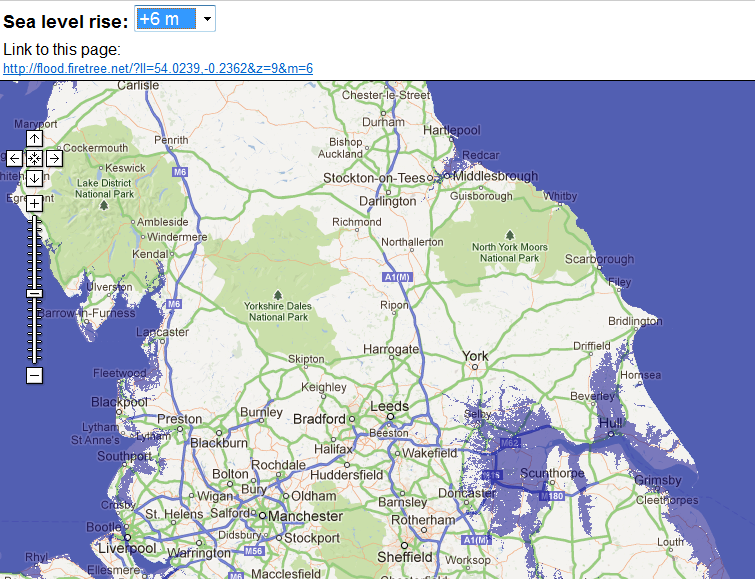 Sea level rise: +6 m
Link to this page:
http://flood.firetree.net/?ll=54.0239,-0.2362&z=9&m=6
Carlisle
Chester-le-Street
Durham
Maryport
Hartlepool
Cockermouth
Penrith
Bishop
Auckland
Redcar
Keswick
M6
Stockton-on-Tees
Middlesbrough
Lake District
National Park
Guisborough
Whitby
Darlington
Ambleside
Richmond
Windermere
Northallerton
North York Moors
National Park
Kendal
Scarborough
A1(M)
Filey
Ulverston
M6
Yorkshire Dales
National Park
Ripon
Barrow-in-Furness
Bridlington
Lancaster
Harrogate
Driffield
York
Skipton
Fleetwood
Hornsea
Keighley
Beverley
Blackpool
Leeds
Burnley
Bradford
Selby
Preston
Hull
Lytham
St Anne's
Lytham
Beeston
Blackburn
M62
Halifax
Wakefield
Southport
Rochdale
Huddersfield
Scunthorpe
Bolton
Grimsby
Bury
Doncaster
M180
Wigan
Oldham
Cleethorpes
Crosby
Barnsley
St. Helens
Salford
Manchester
Rotherham
Bootle
Didsbury
Stockport
A1(M)
Louth
Liverpool
Warrington
M56
Sheffield
Rhyl
Worksop
Ellesmere
M6
Macclesfield
Chesterfield